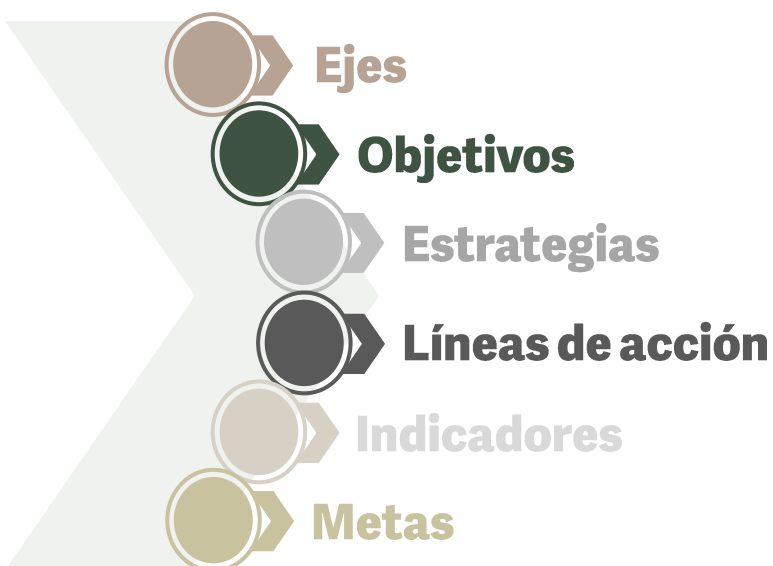 Ejes
Objetivos
Estrategias
Líneas de acción
Indicadores
Metas